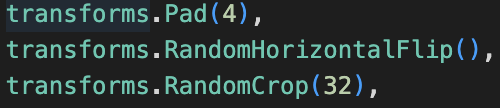 transforms.Pad(4),
transforms.RandomHorizontalFlip(),
transforms.RandomCrop(32),